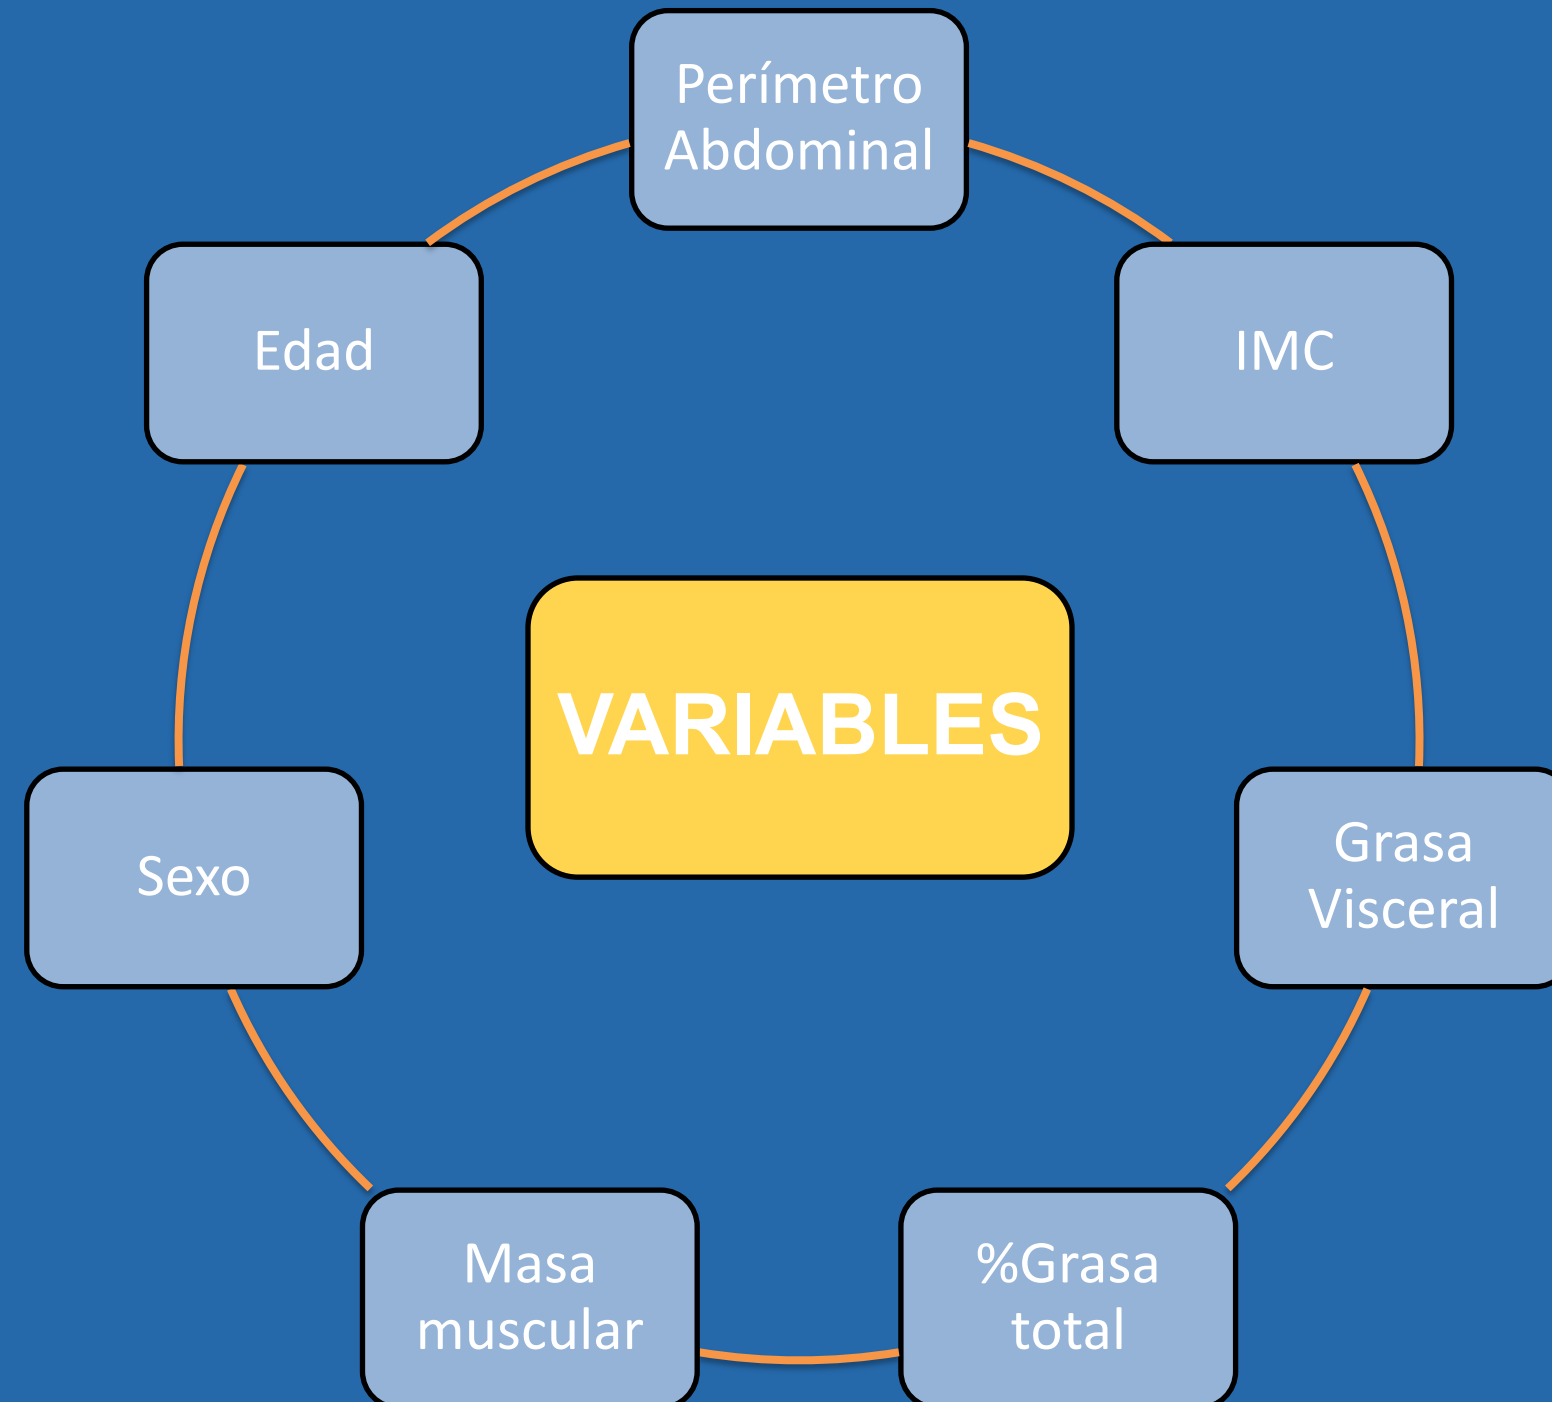 Perímetro
Abdominal
IMC
Grasa
Visceral
%Grasa
total
Masa
muscular
Sexo
Edad
VARIABLES